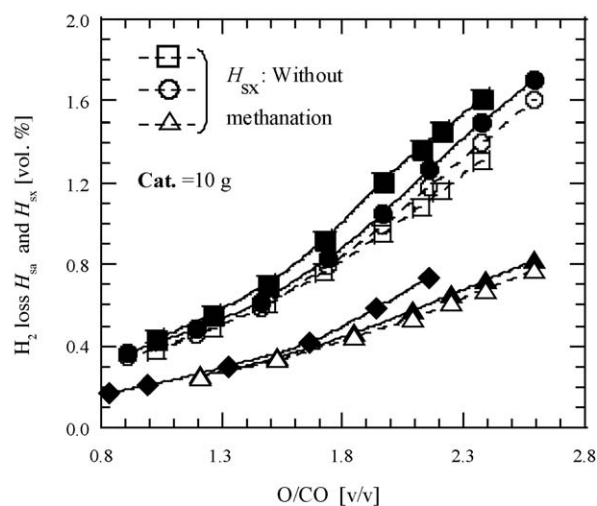 2.0
1.6
1.2
0.8
0.4
0.0
H₂ loss Hsa and Hsx [vol. %]
Hsx: Without
methanation
Cat. =10 g
0.8 1.3 1.8 2.3 2.8
O/CO [v/v]